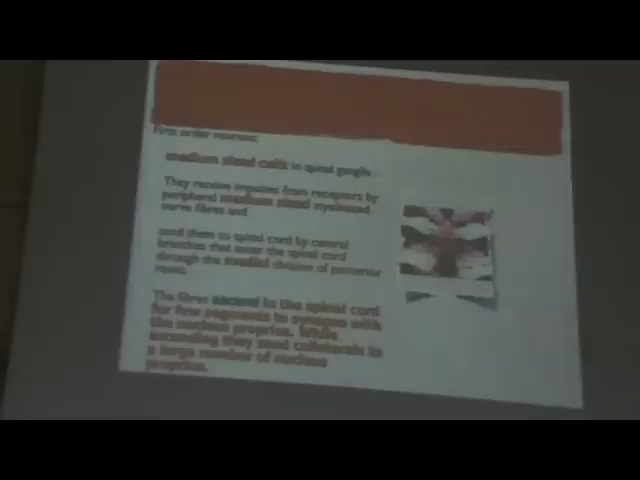 First order neurons:
medium sized cells in spinal ganglia.
They receive impulses from receptors by
peripheral medium sized myelinated
nerve fibres and
send them to spinal cord by central
branches that enter the spinal cord
through the medial division of posterior
roots.
The fibres ascend in the spinal cord
for few segments to synapse with
the nucleus proprius. While
ascending they send collaterals to
a large number of nucleus
proprius.